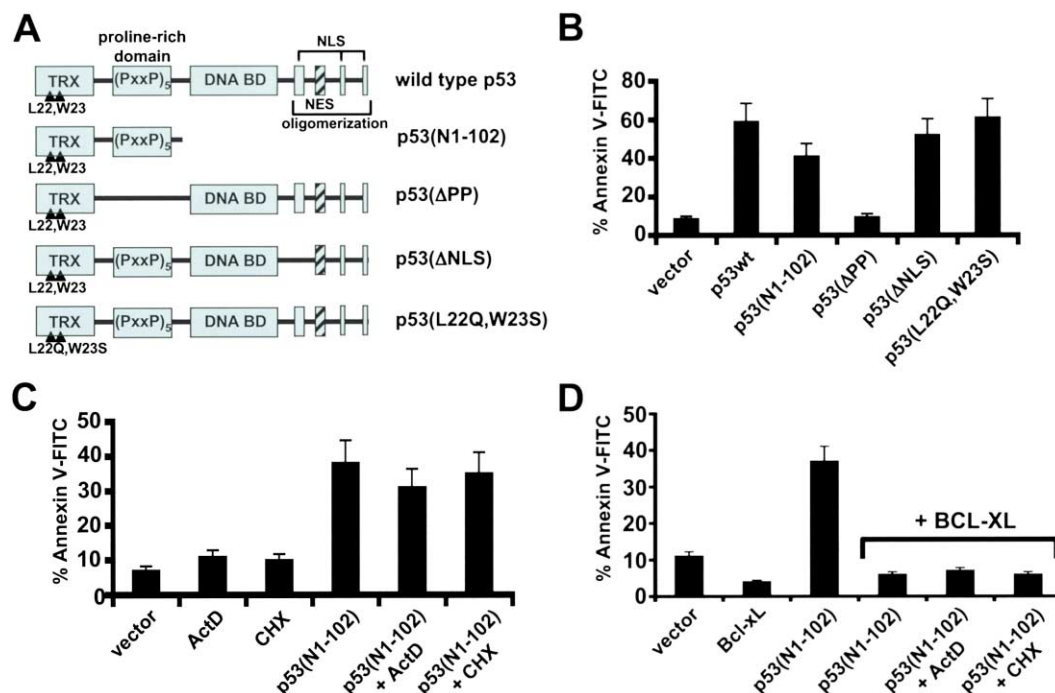 A
proline-rich
domain
NLS
TRX
(PxxP)5
DNA BD
wild type p53
L22,W23
NES
oligomerization
TRX
(PxxP)5
p53(N1-102)
L22,W23
TRX
DNA BD
p53(ΔPP)
L22,W23
TRX
(PxxP)5
DNA BD
p53(ΔNLS)
L22,W23
TRX
(PxxP)5
DNA BD
p53(L22Q,W23S)
L22Q,W23S
B
% Annexin V-FITC
80
60
40
20
0
vector
p53wt
p53(N1-102)
p53(ΔPP)
p53(ΔNLS)
p53(L22Q,W23S)
C
% Annexin V-FITC
50
40
30
20
10
0
vector
ActD
CHX
p53(N1-102)
p53(N1-102)
+ ActD
p53(N1-102)
+ CHX
D
% Annexin V-FITC
50
40
30
20
10
0
+ BCL-XL
vector
Bcl-xL
p53(N1-102)
p53(N1-102)
p53(N1-102)
+ ActD
p53(N1-102)
+ CHX